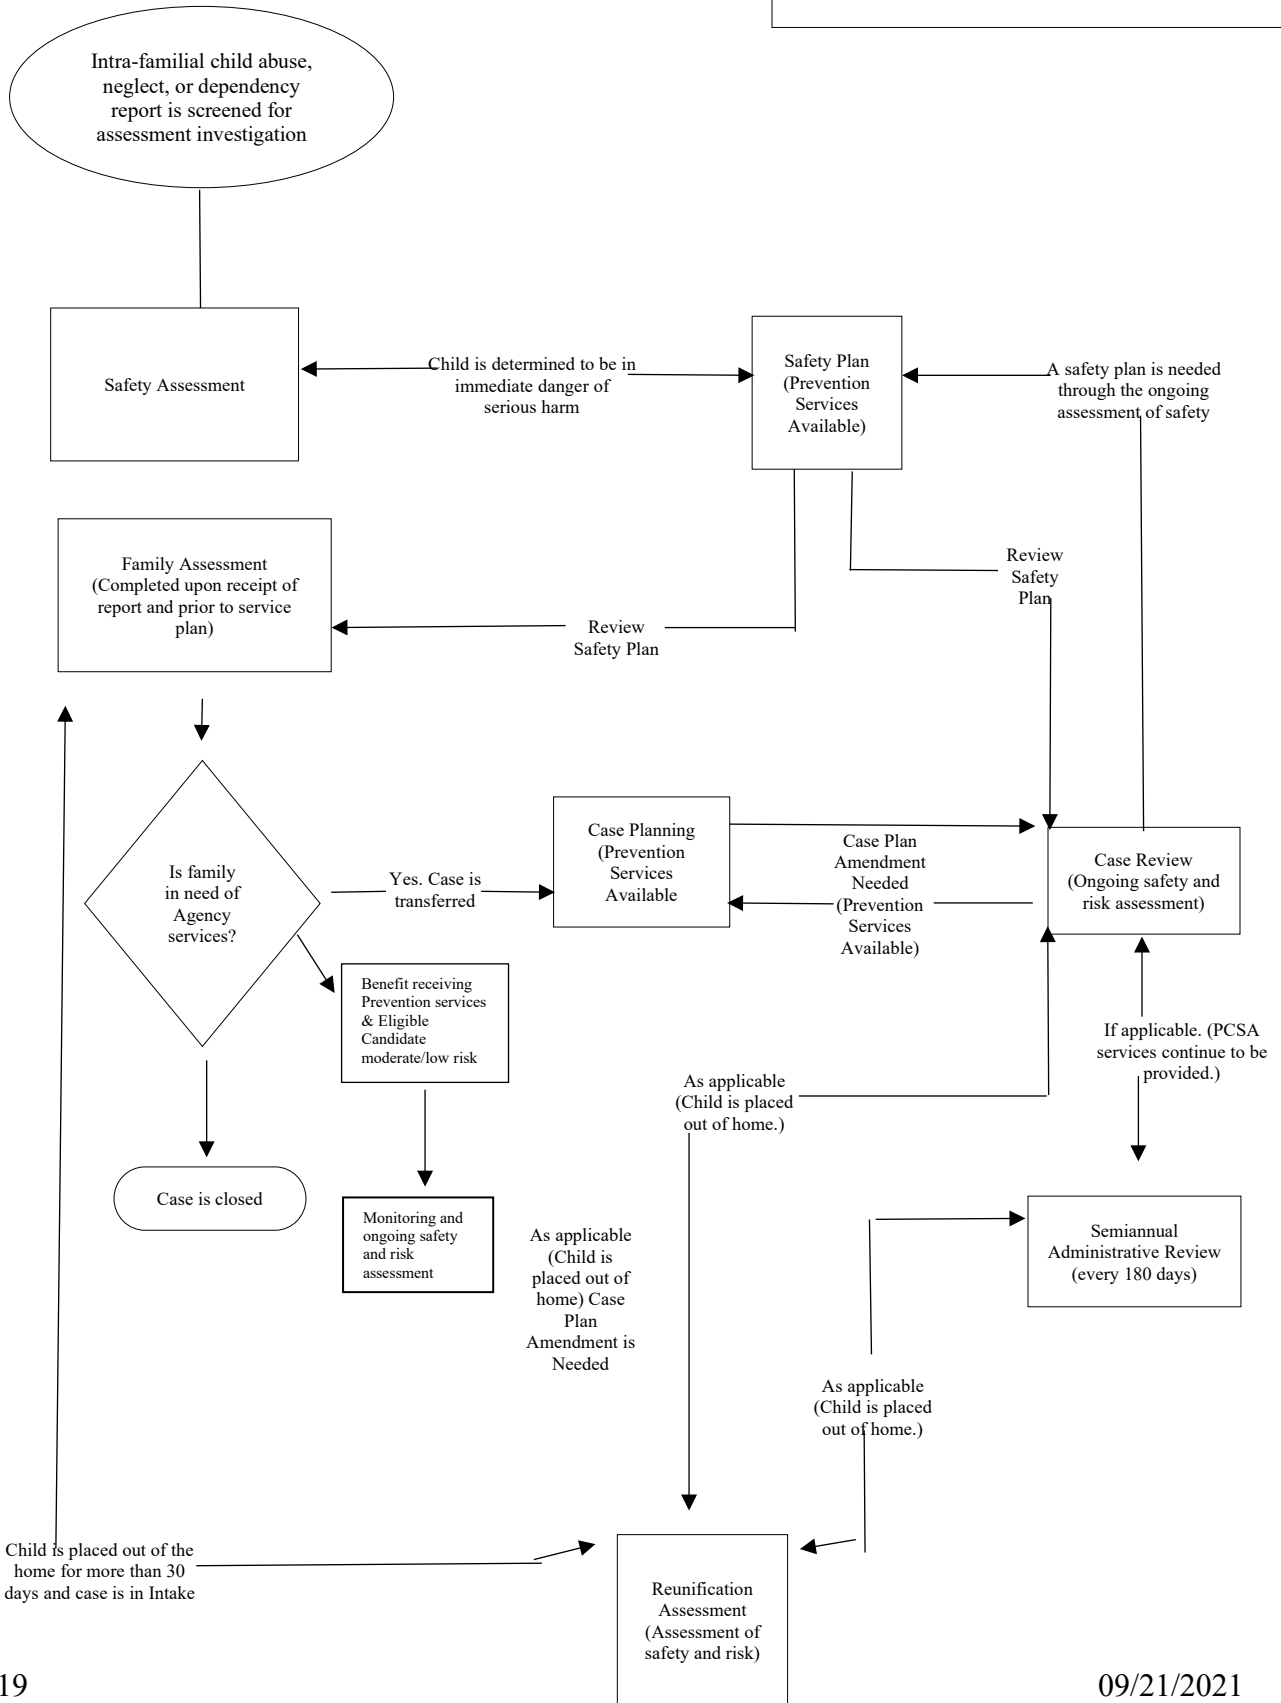 Intra-familial child abuse,
neglect, or dependency
report is screened for
assessment investigation
Safety Assessment
Child is determined to be in
immediate danger of
serious harm
Safety Plan
(Prevention
Services
Available)
A safety plan is needed
through the ongoing
assessment of safety
Family Assessment
(Completed upon receipt of
report and prior to service
plan)
Review
Safety Plan
Review
Safety
Plan
Is family
in need of
Agency
services?
Yes. Case is
transferred
Case Planning
(Prevention
Services
Available
Case Plan
Amendment
Needed
(Prevention
Services
Available)
Case Review
(Ongoing safety and
risk assessment)
Benefit receiving
Prevention services
& Eligible
Candidate
moderate/low risk
If applicable. (PCSA
services continue to be
provided.)
As applicable
(Child is placed
out of home.)
Case is closed
Monitoring and
ongoing safety
and risk
assessment
As applicable
(Child is
placed out of
home) Case
Plan
Amendment is
Needed
Semiannual
Administrative Review
(every 180 days)
As applicable
(Child is placed
out of home.)
Child is placed out of the
home for more than 30
days and case is in Intake
Reunification
Assessment
(Assessment of
safety and risk)
19
09/21/2021